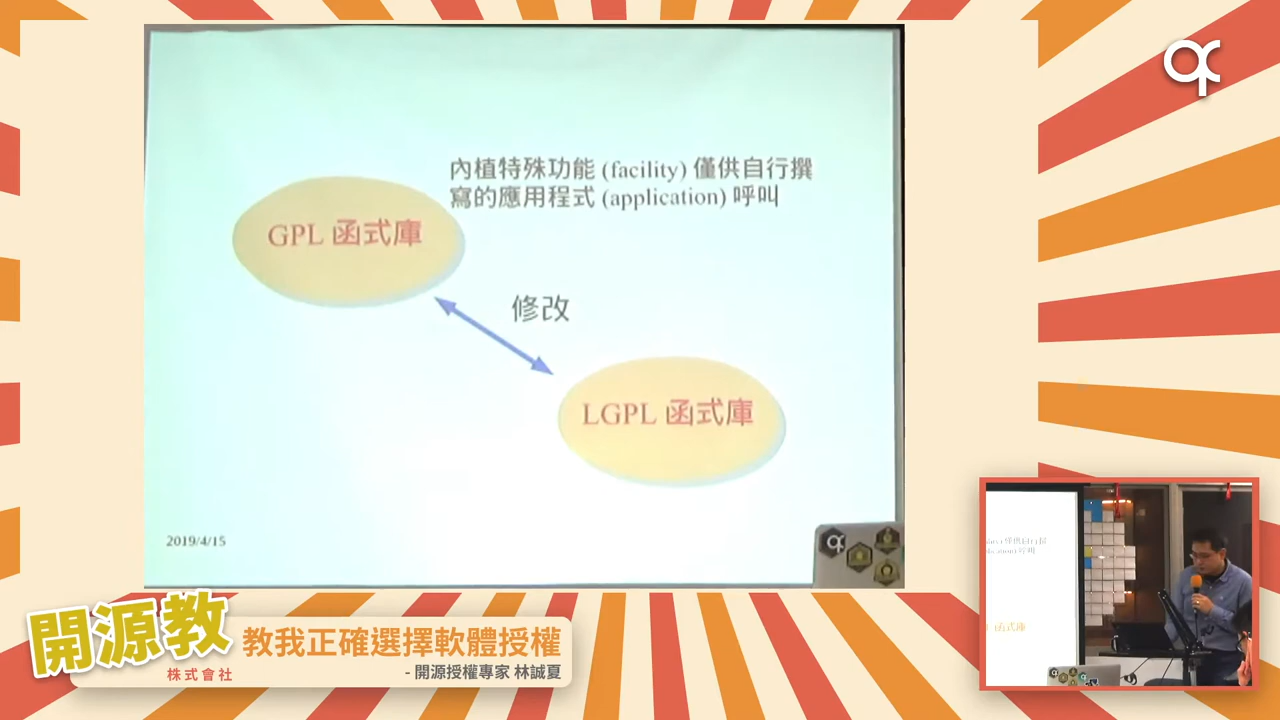 內植特殊功能 (facility) 僅供自行撰
寫的應用程式 (application) 呼叫
GPL 函式庫
修改
LGPL 函式庫
2019/4/15
函式庫
開源教
株式會社
教我正確選擇軟體授權
- 開源授權專家 林誠夏